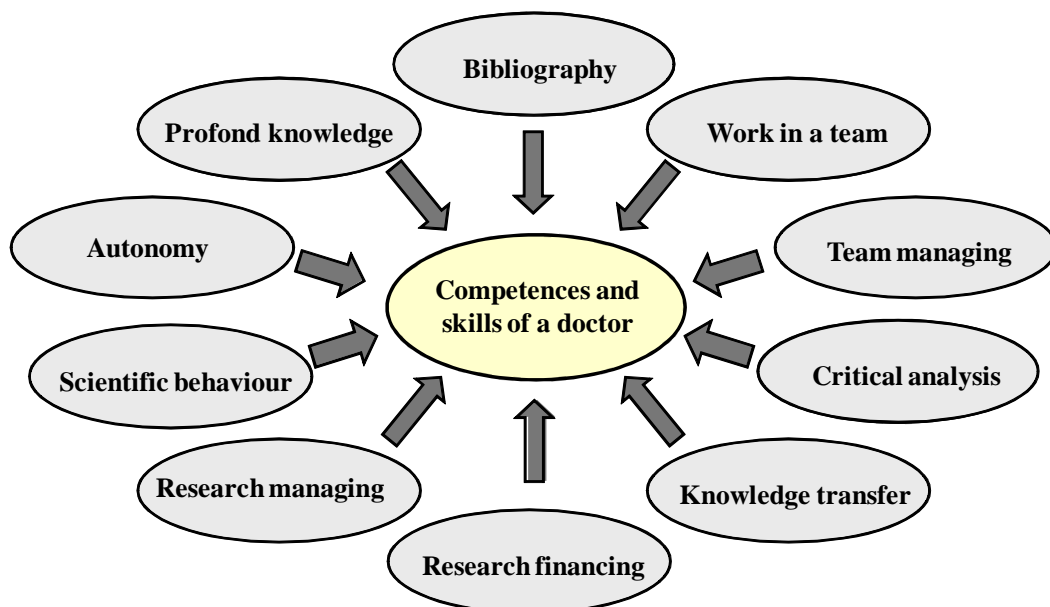 Bibliography
Profond knowledge
Work in a team
Autonomy
Team managing
Competences and
skills of a doctor
Scientific behaviour
Critical analysis
Research managing
Knowledge transfer
Research financing